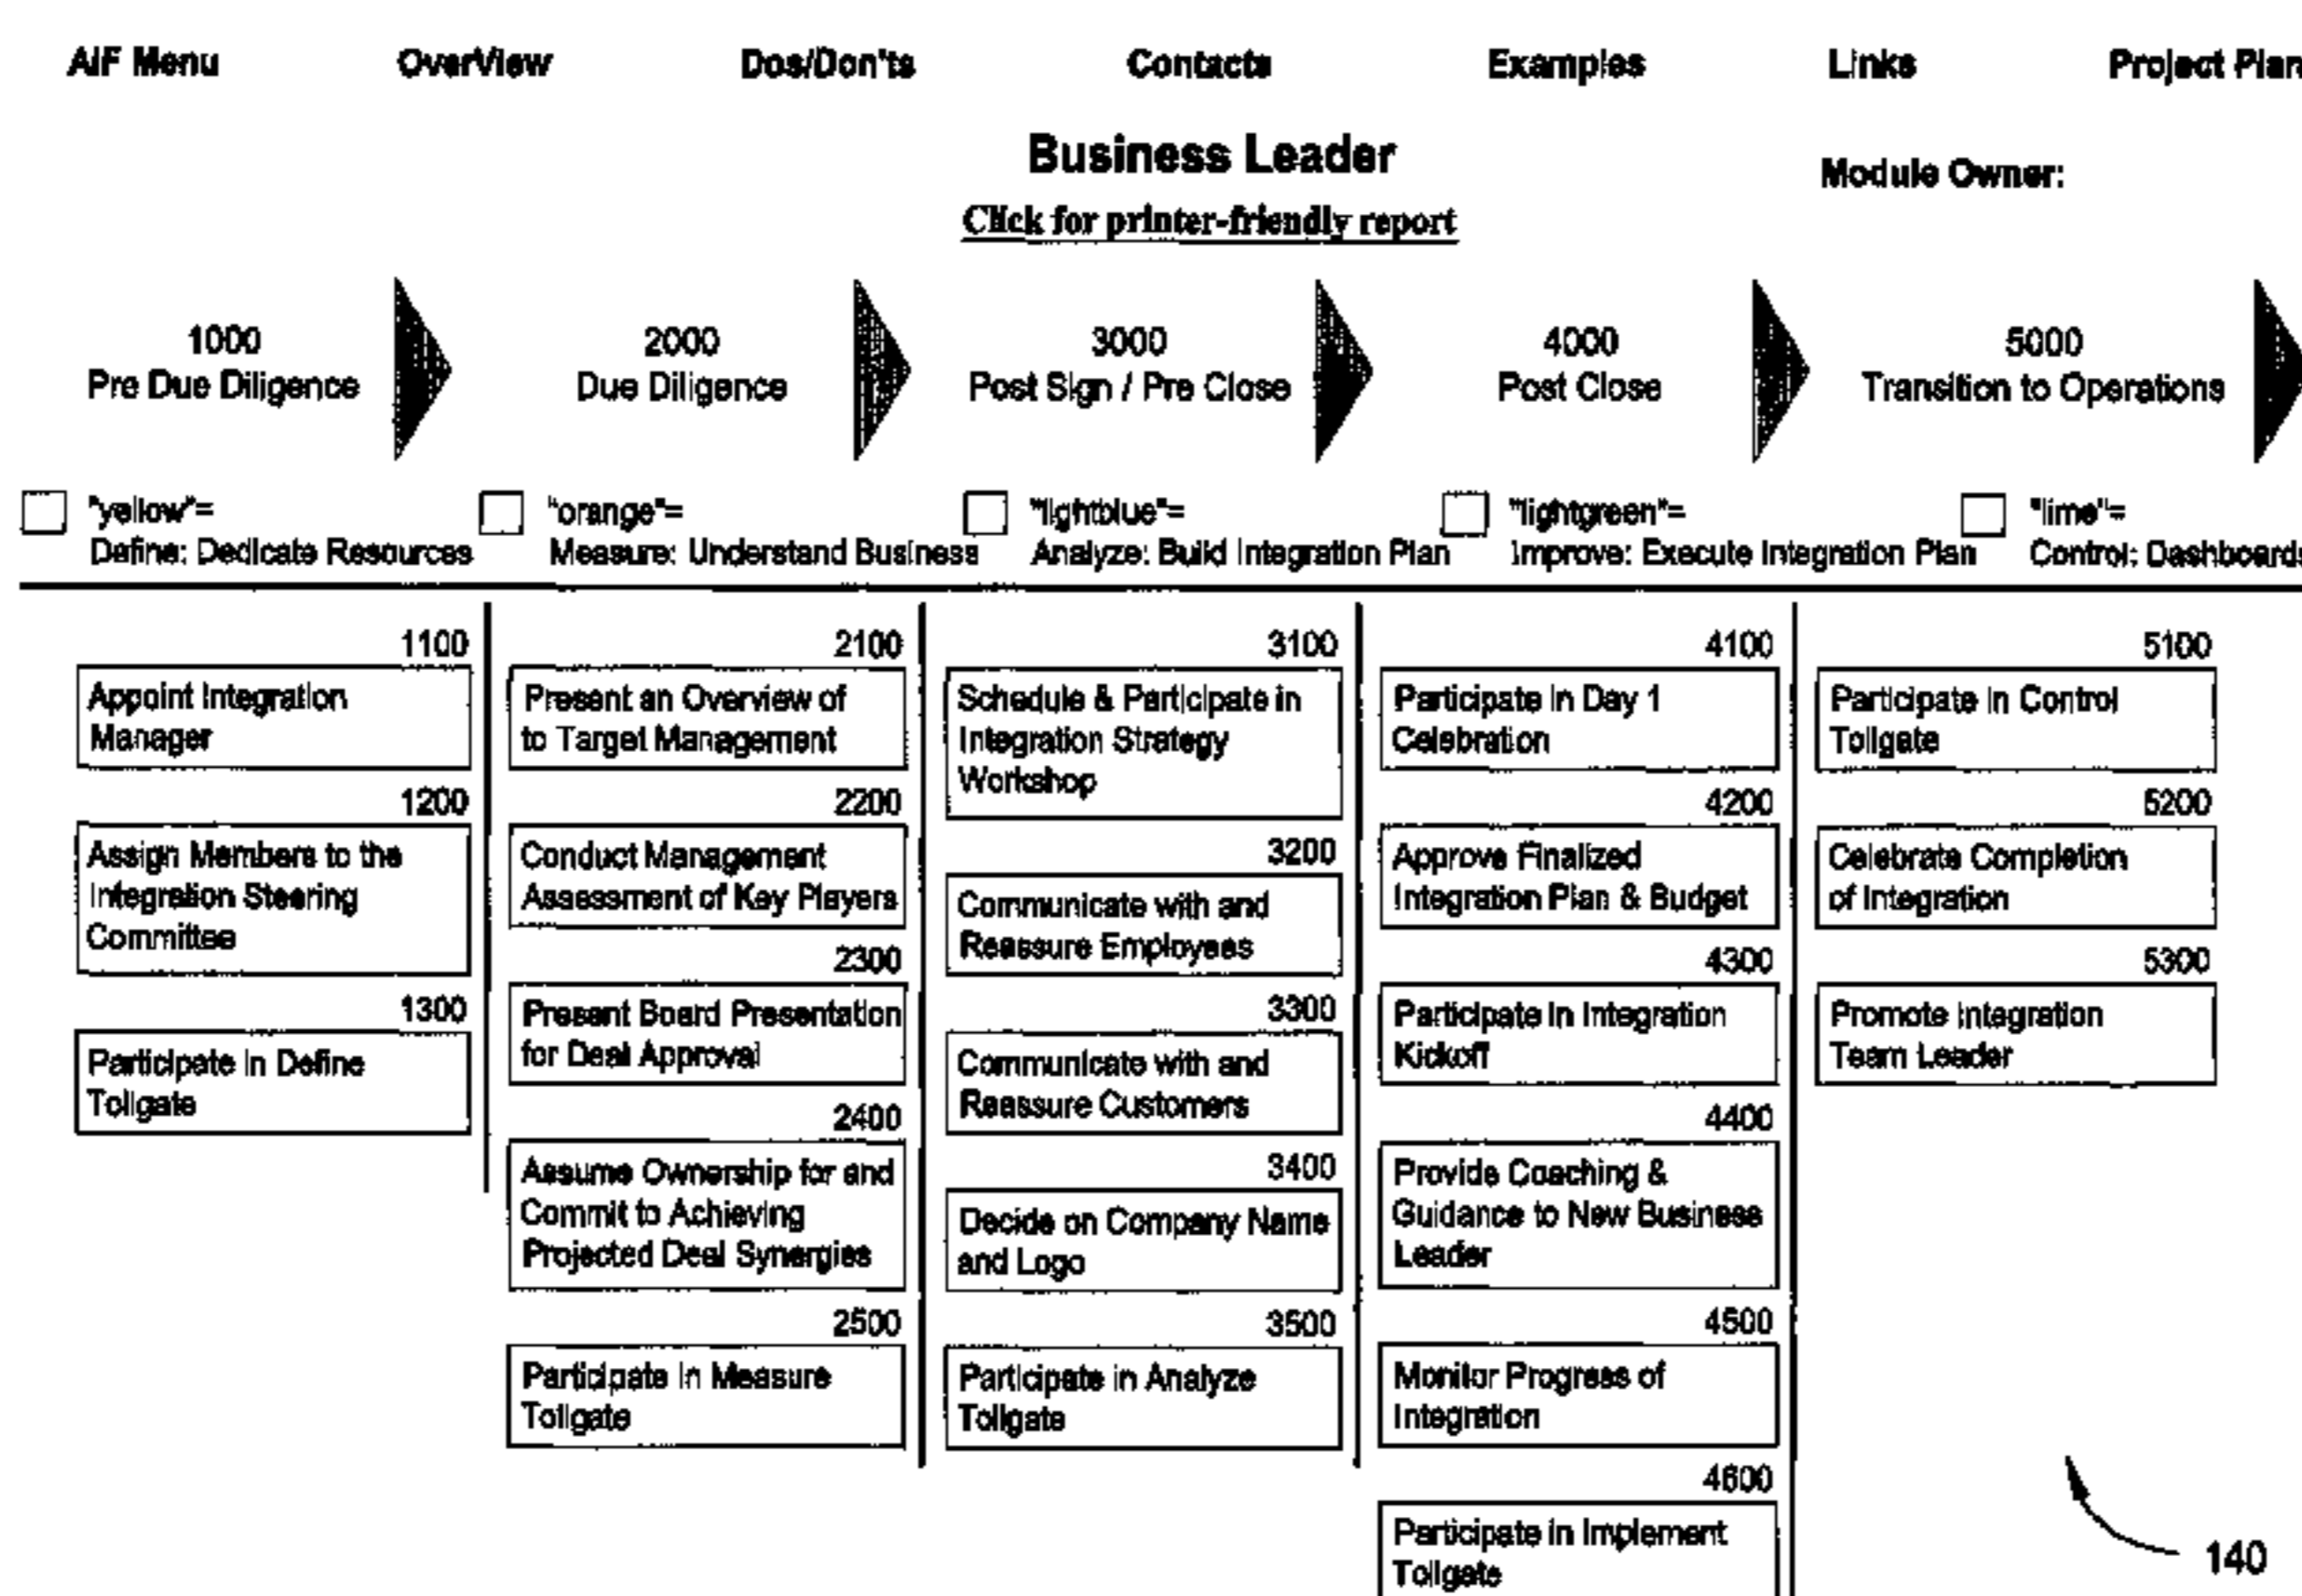 AIF Menu OverView Dos/Don'ts Contacts Examples Links Project Plan
Business Leader
Module Owner:
Click for printer-friendly report
1000
Pre Due Diligence
2000
Due Diligence
3000
Post Sign / Pre Close
4000
Post Close
5000
Transition to Operations
"yellow"=
Define: Dedicate Resources
"orange"=
Measure: Understand Business
"lightblue"=
Analyze: Build Integration Plan
"lightgreen"=
Improve: Execute Integration Plan
"lime"=
Control: Dashboards
1100
Appoint Integration
Manager
1200
Assign Members to the
Integration Steering
Committee
1300
Participate in Define
Tollgate
2100
Present an Overview of
to Target Management
2200
Conduct Management
Assessment of Key Players
2300
Present Board Presentation
for Deal Approval
2400
Assume Ownership for and
Commit to Achieving
Projected Deal Synergies
2500
Participate in Measure
Tollgate
3100
Schedule & Participate in
Integration Strategy
Workshop
3200
Communicate with and
Reassure Employees
3300
Communicate with and
Reassure Customers
3400
Decide on Company Name
and Logo
3500
Participate in Analyze
Tollgate
4100
Participate in Day 1
Celebration
4200
Approve Finalized
Integration Plan & Budget
4300
Participate in Integration
Kickoff
4400
Provide Coaching &
Guidance to New Business
Leader
4500
Monitor Progress of
Integration
4600
Participate in Implement
Tollgate
5100
Participate in Control
Tollgate
5200
Celebrate Completion
of Integration
5300
Promote Integration
Team Leader
140